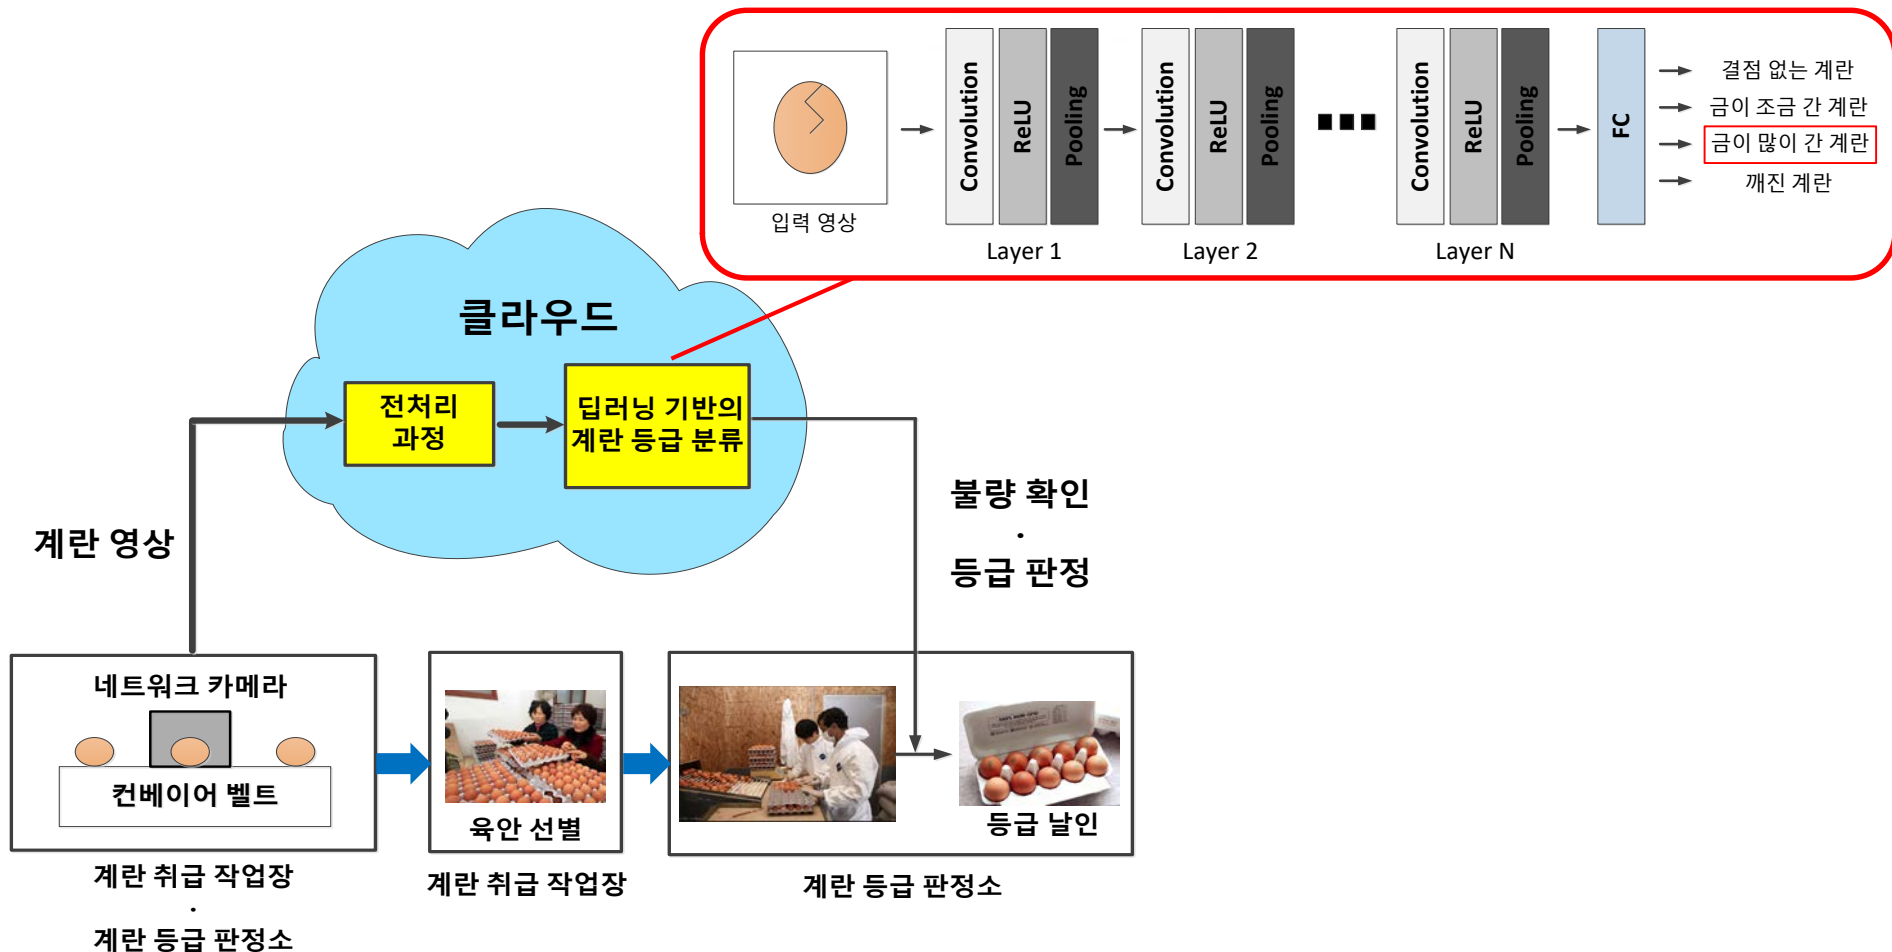 Convolution
ReLU
Pooling
Convolution
ReLU
Pooling
Convolution
ReLU
Pooling
FC
결점 없는 계란
금이 조금 간 계란
금이 많이 간 계란
깨진 계란
입력 영상
Layer 1
Layer 2
Layer N
클라우드
전처리
과정
딥러닝 기반의
계란 등급 분류
계란 영상
불량 확인
·
등급 판정
네트워크 카메라
컨베이어 벨트
육안 선별
등급 날인
계란 취급 작업장
·
계란 등급 판정소
계란 취급 작업장
계란 등급 판정소